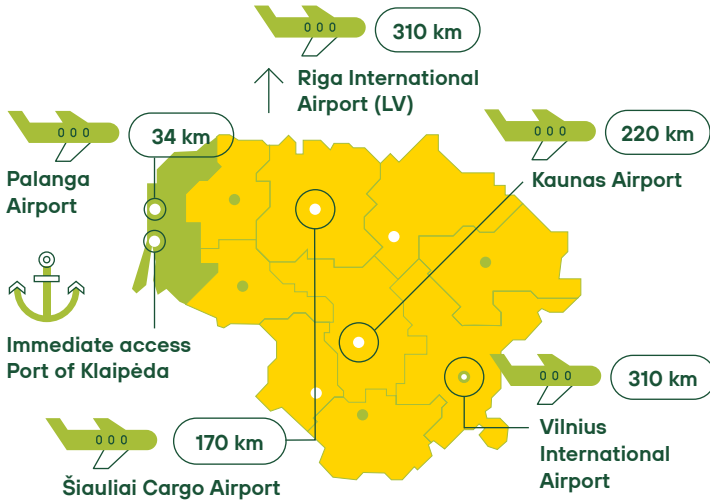 310 km
Riga International
Airport (LV)
34 km
Palanga
Airport
220 km
Kaunas Airport
Immediate access
Port of Klaipėda
310 km
Vilnius
International
Airport
170 km
Šiauliai Cargo Airport